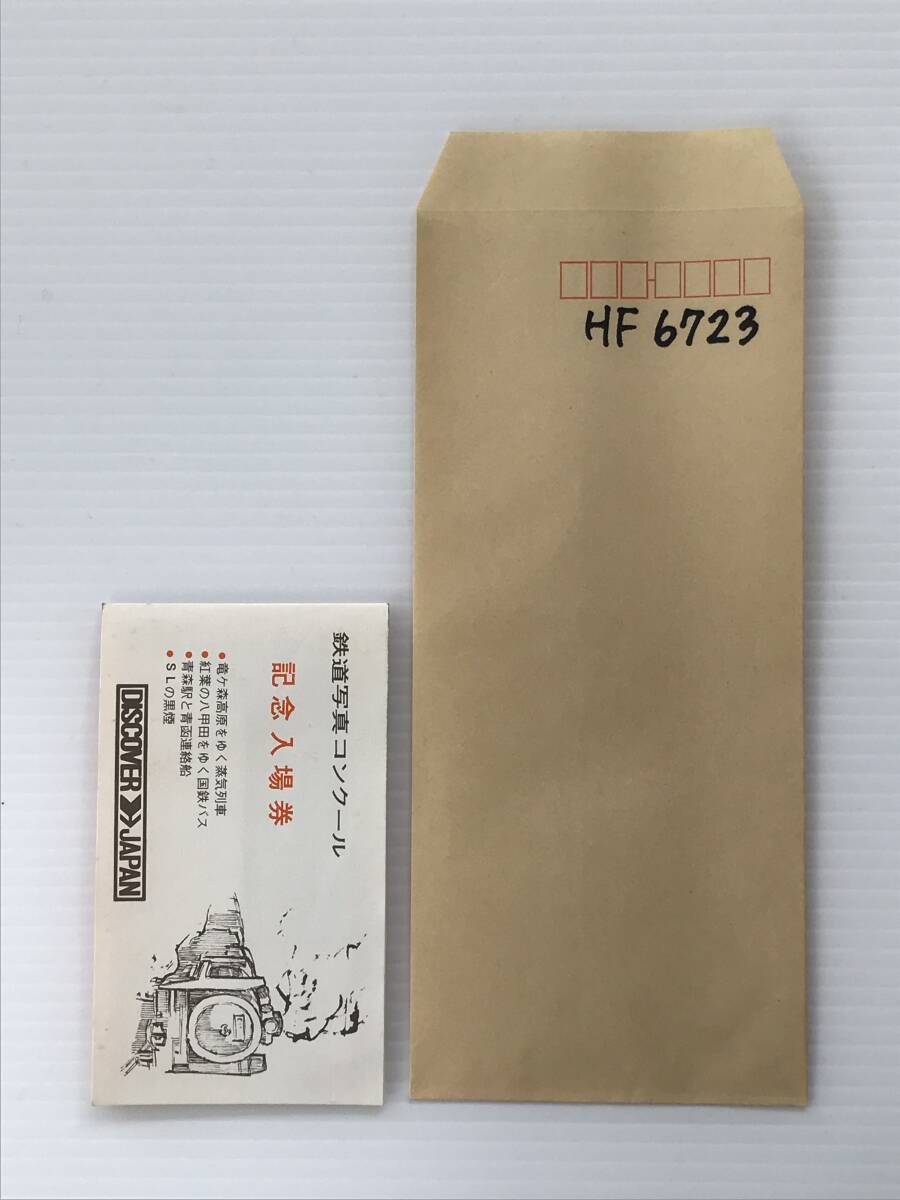 鉄道写真コンクール
記念入場券
●竜ケ森高原をゆく蒸気列車
●紅葉の八甲田をゆく国鉄バス
●青森駅と青函連絡船
●SLの黒煙
DISCOVER JAPAN
HF 6723